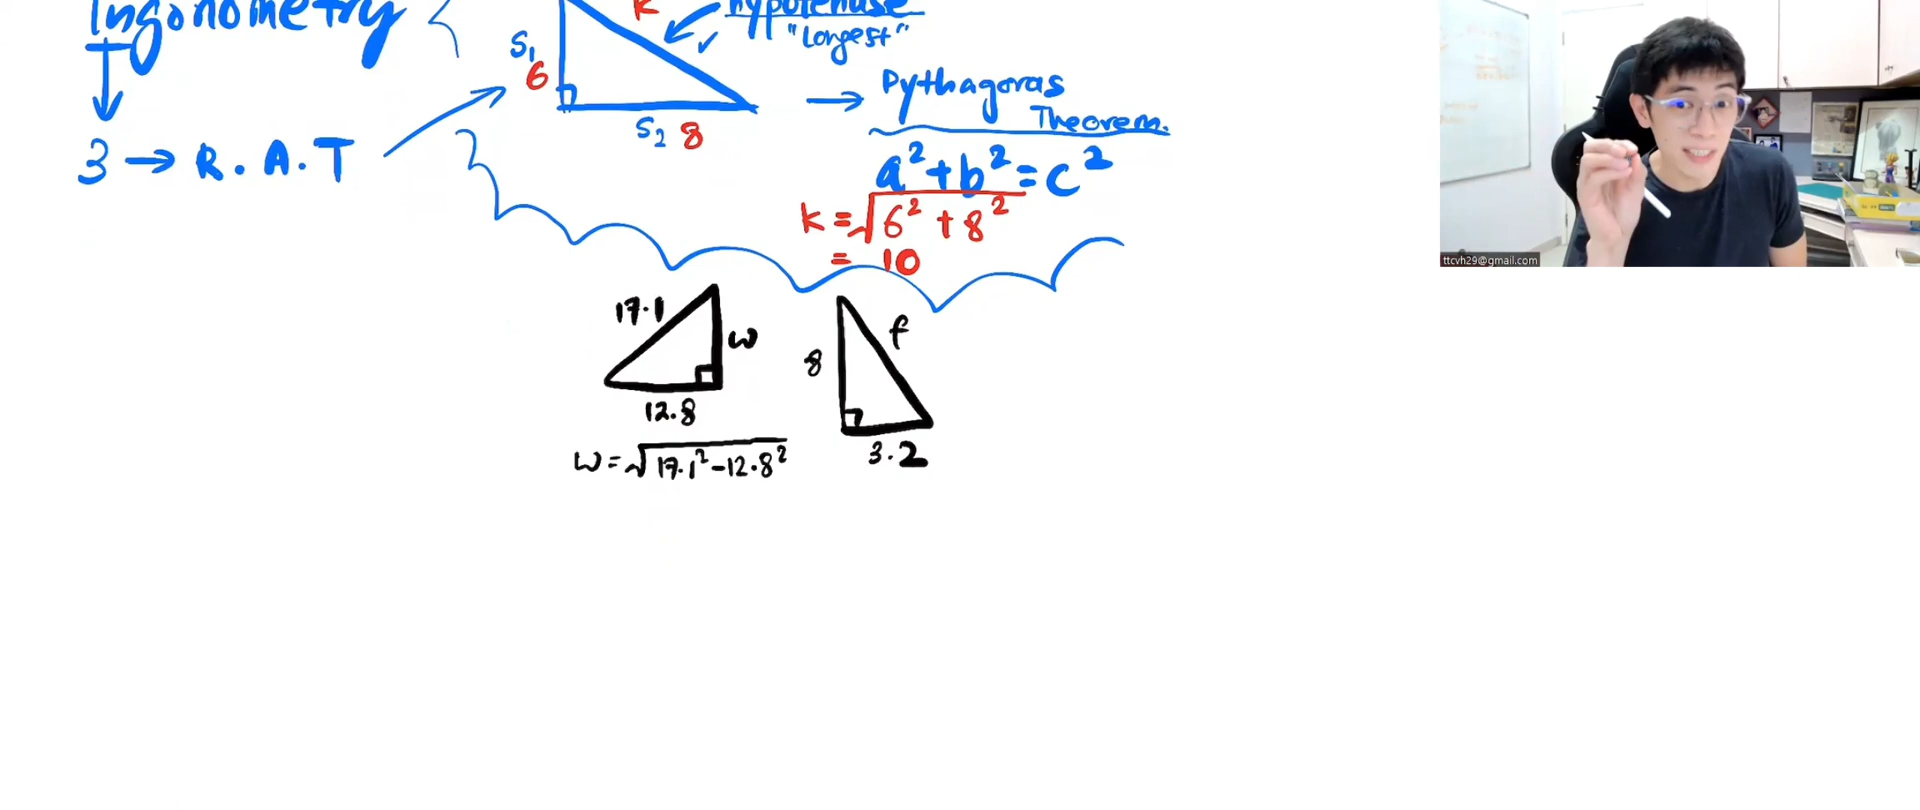 Trigonometry
3 → R.A.T
S₁
6
k
hypotenuse
"Longest"
S₂ 8
→ Pythagoras
Theorem.
a² + b² = c²
k = √6² + 8²
= 10
17.1
w
12.8
w = √17.1² - 12.8²
8
f
3.2
ttcvh29@gmail.com